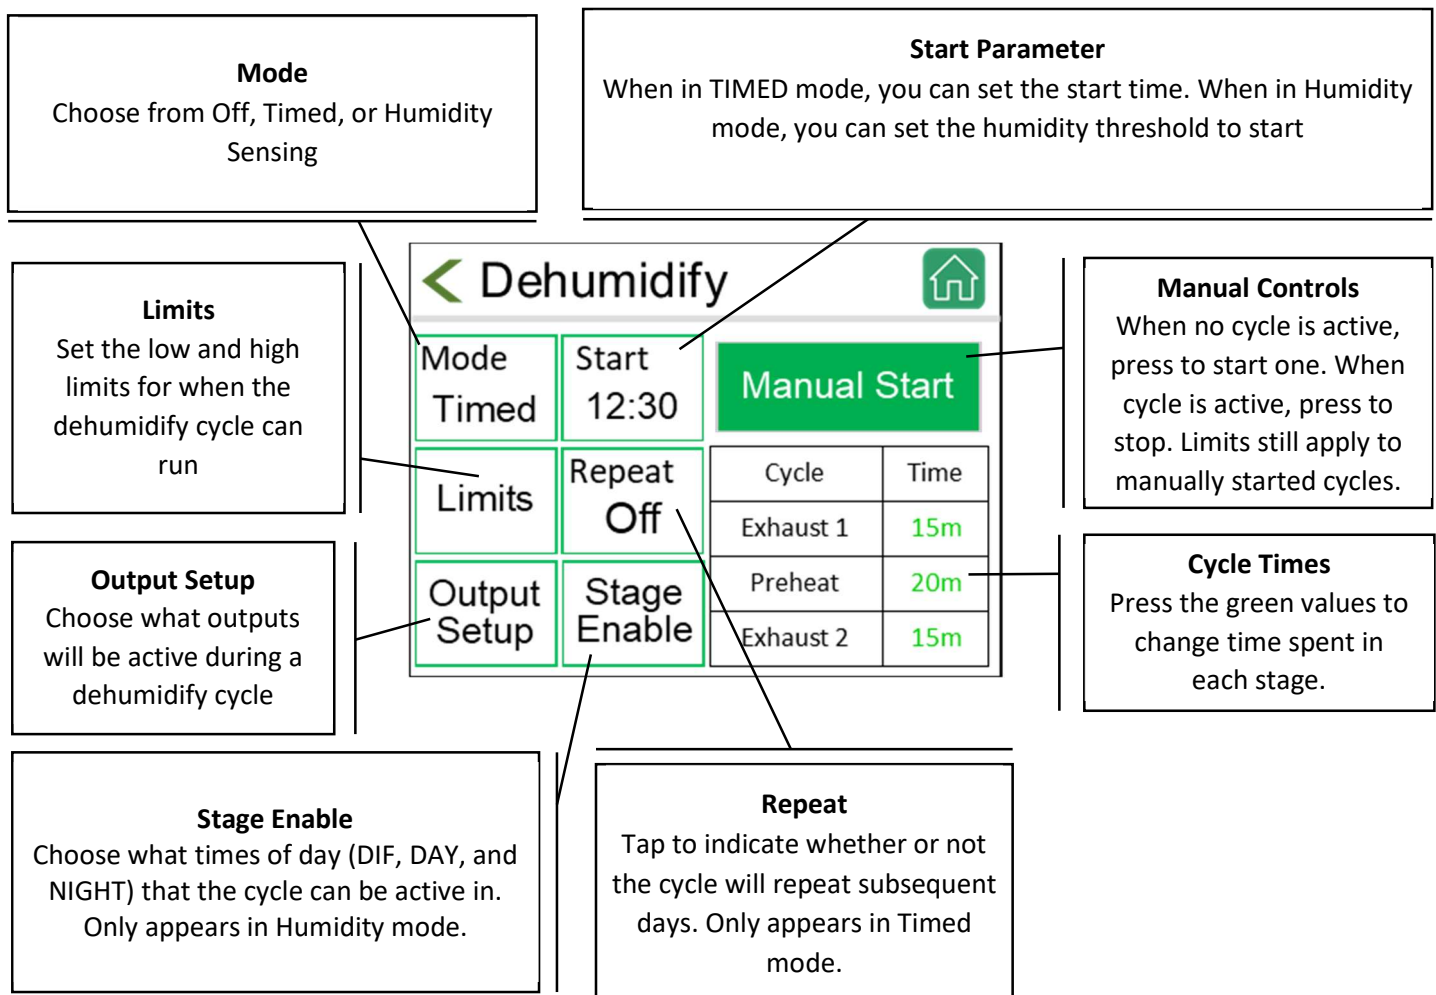 Mode
Choose from Off, Timed, or Humidity
Sensing
Start Parameter
When in TIMED mode, you can set the start time. When in Humidity
mode, you can set the humidity threshold to start
Limits
Set the low and high
limits for when the
dehumidify cycle can
run
Dehumidify
Mode
Timed
Start
12:30
Manual Start
Limits
Repeat
Off
Output
Setup
Stage
Enable
Cycle Time
Exhaust 1 15m
Preheat 20m
Exhaust 2 15m
Manual Controls
When no cycle is active,
press to start one. When
cycle is active, press to
stop. Limits still apply to
manually started cycles.
Output Setup
Choose what outputs
will be active during a
dehumidify cycle
Cycle Times
Press the green values to
change time spent in
each stage.
Stage Enable
Choose what times of day (DIF, DAY, and
NIGHT) that the cycle can be active in.
Only appears in Humidity mode.
Repeat
Tap to indicate whether or not
the cycle will repeat subsequent
days. Only appears in Timed
mode.